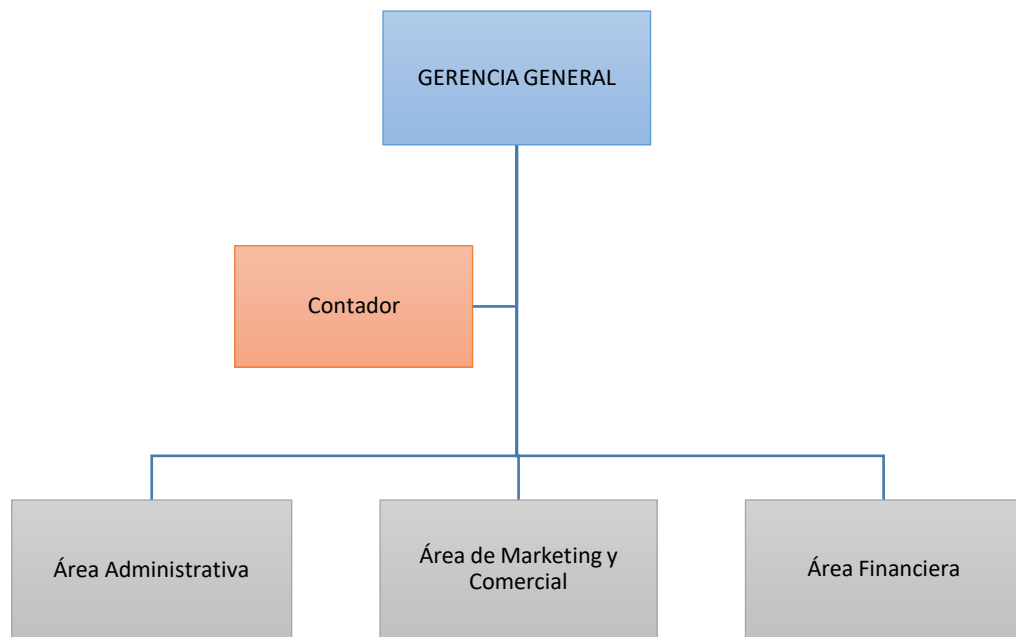 GERENCIA GENERAL
Contador
Área Administrativa
Área de Marketing y
Comercial
Área Financiera